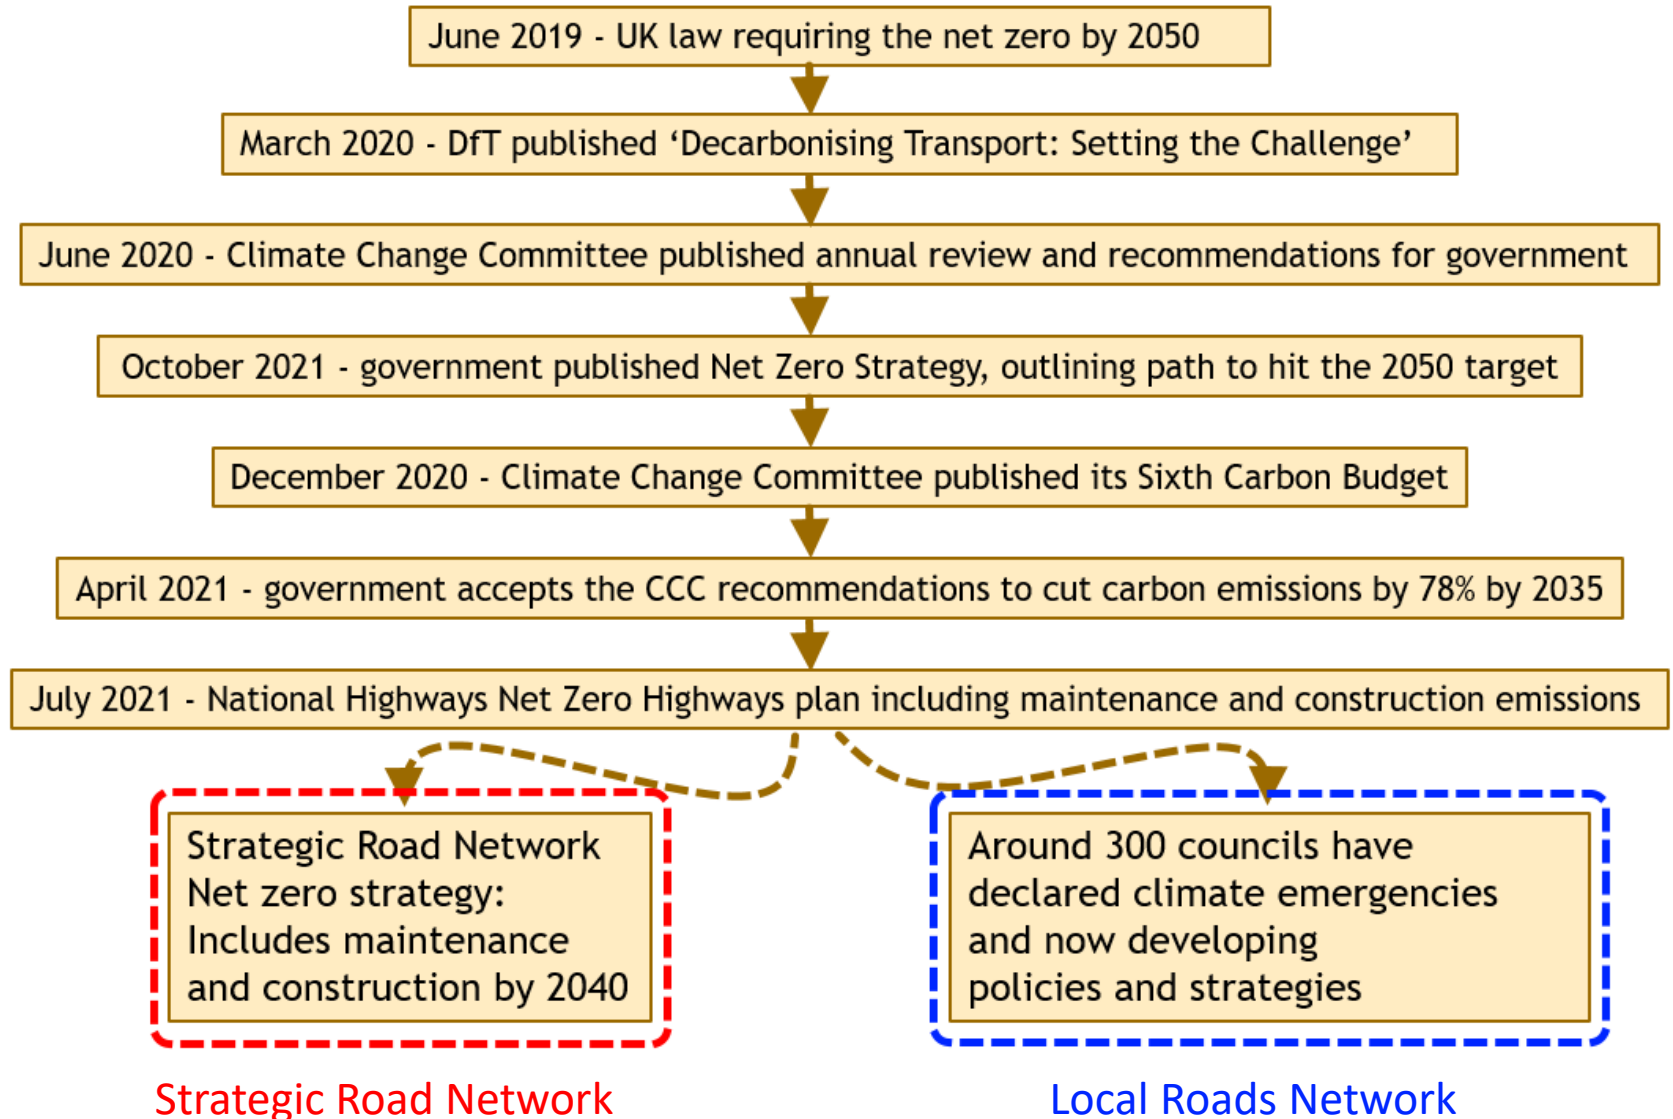 June 2019 - UK law requiring the net zero by 2050
March 2020 - DfT published ‘Decarbonising Transport: Setting the Challenge’
June 2020 - Climate Change Committee published annual review and recommendations for government
October 2021 - government published Net Zero Strategy, outlining path to hit the 2050 target
December 2020 - Climate Change Committee published its Sixth Carbon Budget
April 2021 - government accepts the CCC recommendations to cut carbon emissions by 78% by 2035
July 2021 - National Highways Net Zero Highways plan including maintenance and construction emissions
Strategic Road Network
Net zero strategy:
Includes maintenance
and construction by 2040
Strategic Road Network
Around 300 councils have
declared climate emergencies
and now developing
policies and strategies
Local Roads Network